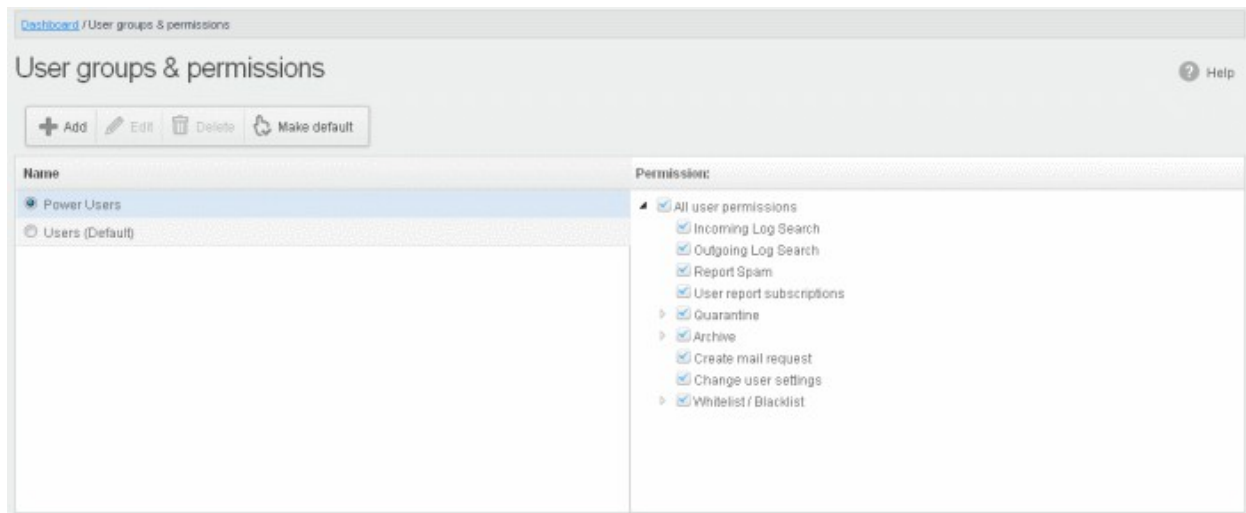 Dashboard / User groups & permissions
User groups & permissions
Help
Add Edit Delete Make default
Name
Permission:
Power Users
Users (Default)
All user permissions
Incoming Log Search
Outgoing Log Search
Report Spam
User report subscriptions
Quarantine
Archive
Create mail request
Change user settings
Whitelist / Blacklist